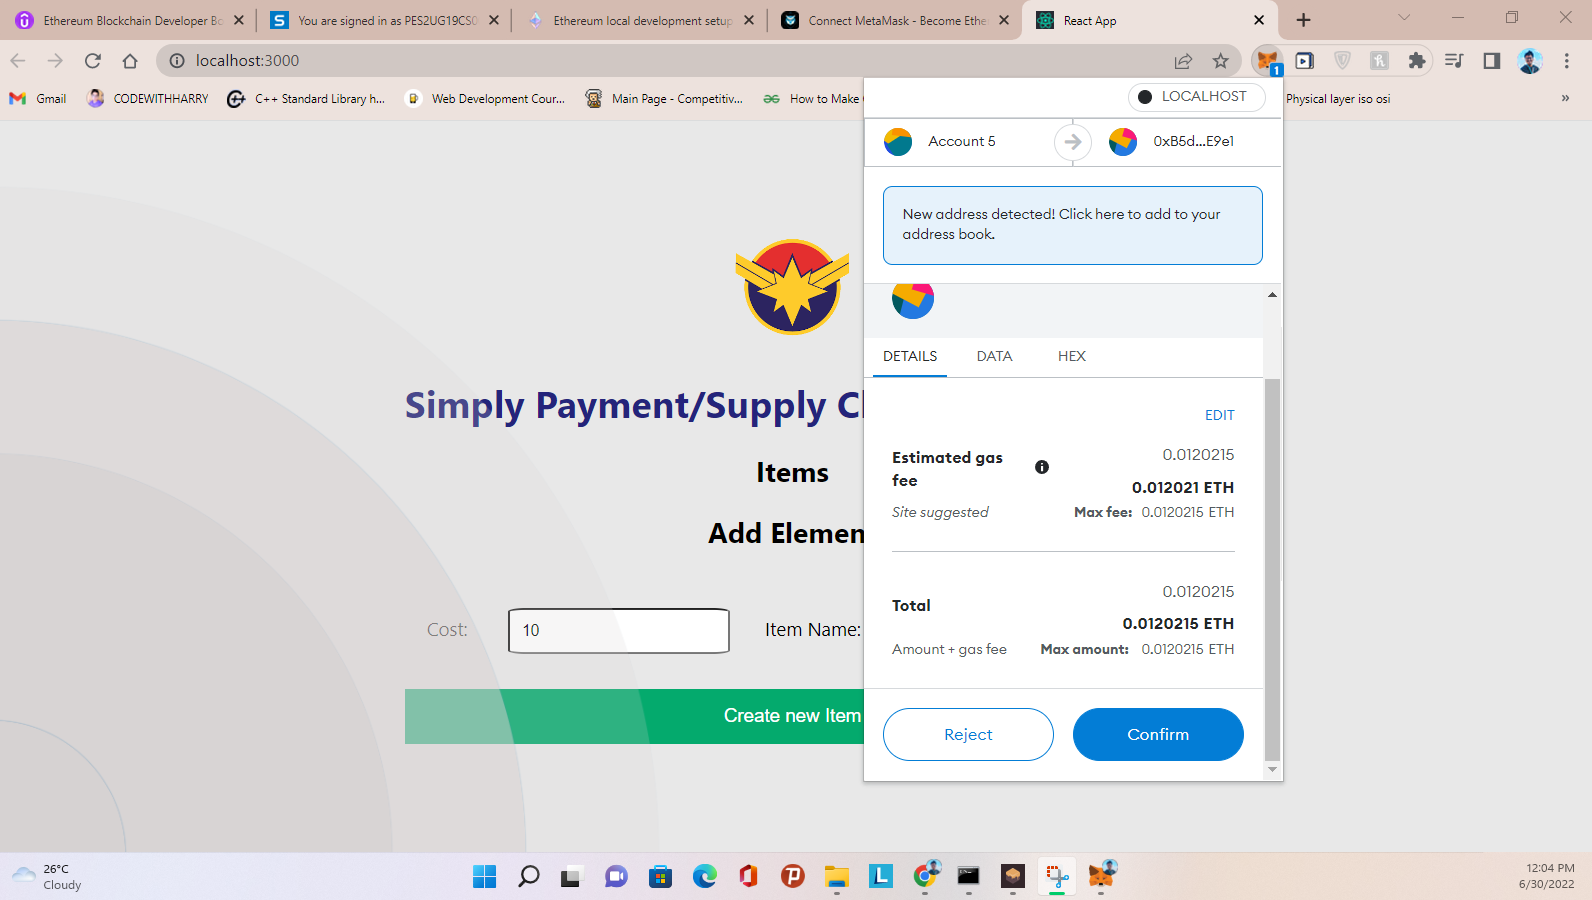 Ethereum Blockchain Developer Bo
You are signed in as PES2UG19CS0
Ethereum local development setup
Connect MetaMask - Become Ethe
React App
localhost:3000
1
Gmail
CODEWITHHARRY
C++ Standard Library h...
Web Development Cour...
Main Page - Competitiv...
How to Make
Physical layer iso osi
»
LOCALHOST
Account 5
0xB5d...E9e1
New address detected! Click here to add to your
address book.
DETAILS
DATA
HEX
EDIT
Estimated gas
fee
0.0120215
0.012021 ETH
Site suggested
Max fee: 0.0120215 ETH
Total
0.0120215
0.0120215 ETH
Amount + gas fee
Max amount: 0.0120215 ETH
Reject
Confirm
Simply Payment/Supply C
Items
Add Elemen
Cost:
10
Item Name:
Create new Item
26°C
Cloudy
12:04 PM
6/30/2022